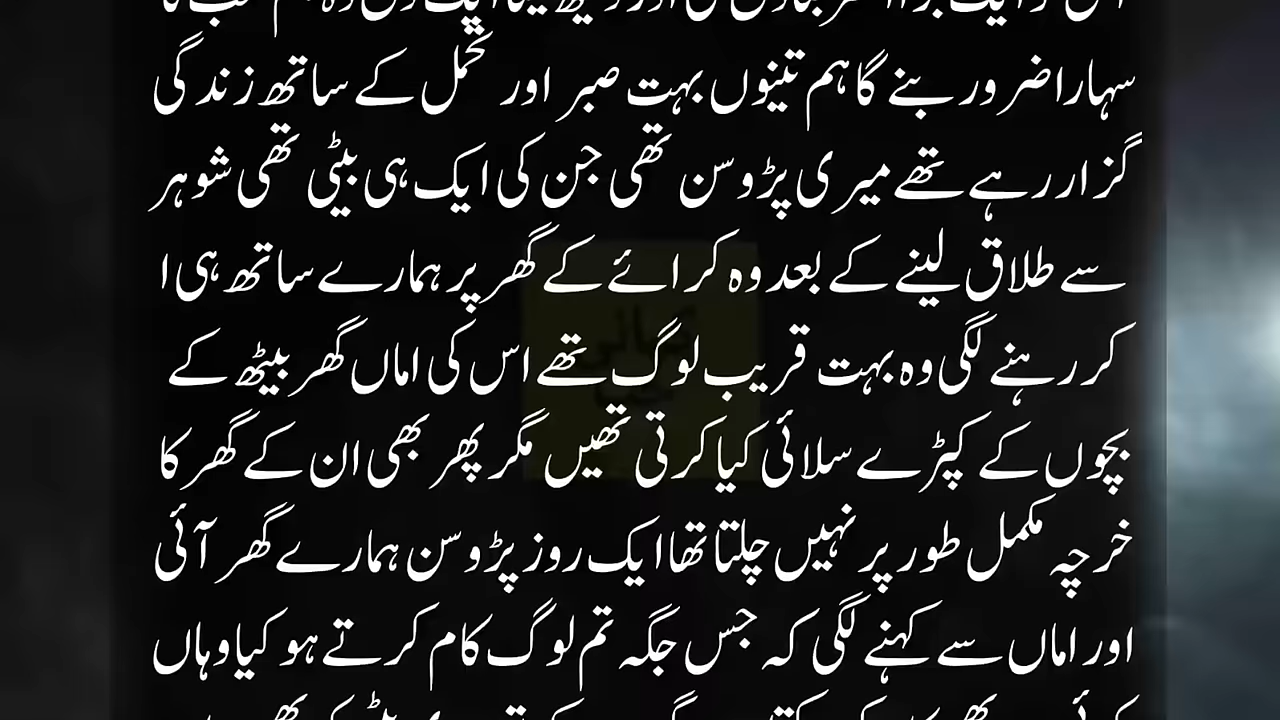 سہارا ضرور بنے گا ہم تینوں بہت صبر اور تحمل کے ساتھ زندگی
گزار رہے تھے میری پڑوسن تھی جن کی ایک ہی بیٹی تھی شوہر
سے طلاق لینے کے بعد وہ کرائے کے گھر پر ہمارے ساتھ ہی ا
کر رہنے لگی وہ بہت قریب لوگ تھے اس کی اماں گھر بیٹھ کے
بچوں کے کپڑے سلائی کیا کرتی تھیں مگر پھر بھی ان کے گھر کا
خرچہ مکمل طور پر نہیں چلتا تھا ایک روز پڑوسن ہمارے گھر آئی
اور اماں سے کہنے لگی کہ جس جگہ تم لوگ کام کرتے ہو کیا وہاں